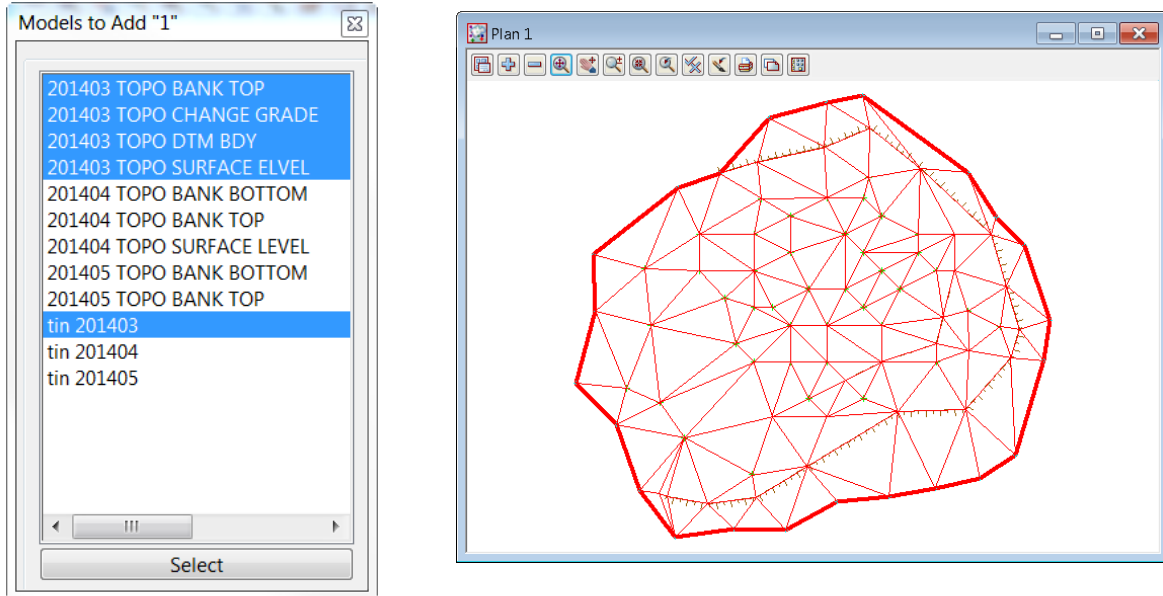 Models to Add "1"
201403 TOPO BANK TOP
201403 TOPO CHANGE GRADE
201403 TOPO DTM BDY
201403 TOPO SURFACE ELVEL
201404 TOPO BANK BOTTOM
201404 TOPO BANK TOP
201404 TOPO SURFACE LEVEL
201405 TOPO BANK BOTTOM
201405 TOPO BANK TOP
tin 201403
tin 201404
tin 201405
Select
Plan 1